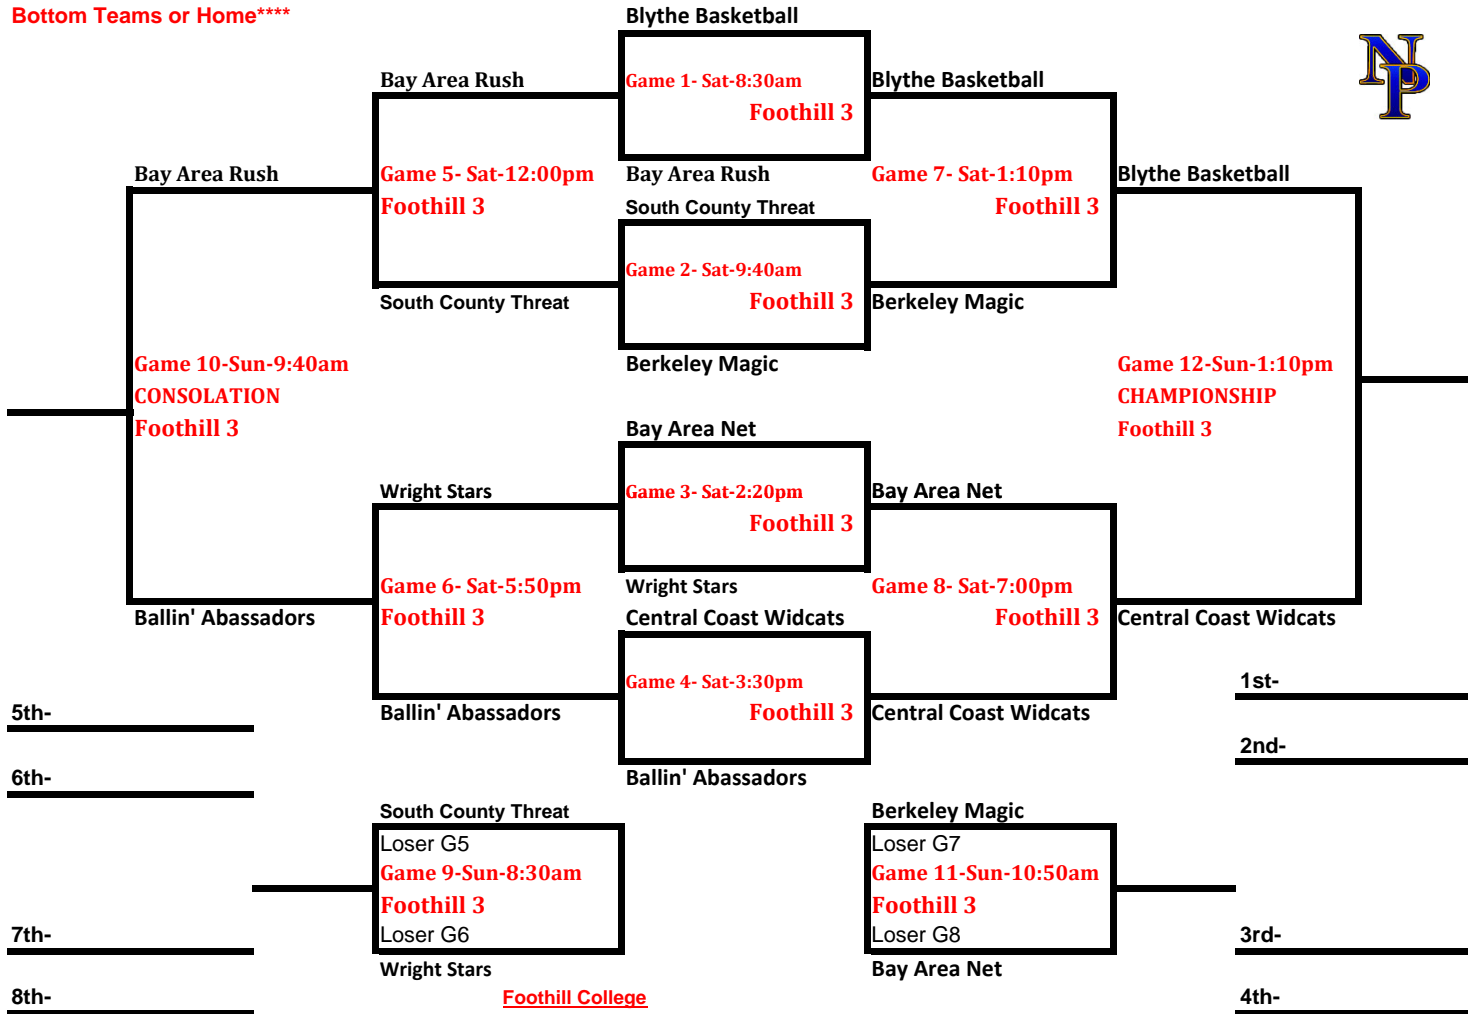 Bottom Teams or Home****
Blythe Basketball
NP
Bay Area Rush
Game 1- Sat-8:30am
Blythe Basketball
Foothill 3
Bay Area Rush
Game 5- Sat-12:00pm
Bay Area Rush
Game 7- Sat-1:10pm
Blythe Basketball
Foothill 3
South County Threat
Foothill 3
Game 2- Sat-9:40am
South County Threat
Foothill 3
Berkeley Magic
Game 10-Sun-9:40am
Berkeley Magic
Game 12-Sun-1:10pm
CONSOLATION
CHAMPIONSHIP
Foothill 3
Bay Area Net
Foothill 3
Wright Stars
Game 3- Sat-2:20pm
Bay Area Net
Foothill 3
Game 6- Sat-5:50pm
Wright Stars
Game 8- Sat-7:00pm
Ballin' Abassadors
Foothill 3
Central Coast Widcats
Foothill 3
Central Coast Widcats
Game 4- Sat-3:30pm
1st-
5th-
Ballin' Abassadors
Foothill 3
Central Coast Widcats
2nd-
6th-
Ballin' Abassadors
South County Threat
Berkeley Magic
Loser G5
Loser G7
Game 9-Sun-8:30am
Game 11-Sun-10:50am
Foothill 3
Foothill 3
7th-
Loser G6
Loser G8
3rd-
Wright Stars
Bay Area Net
8th-
Foothill College
4th-